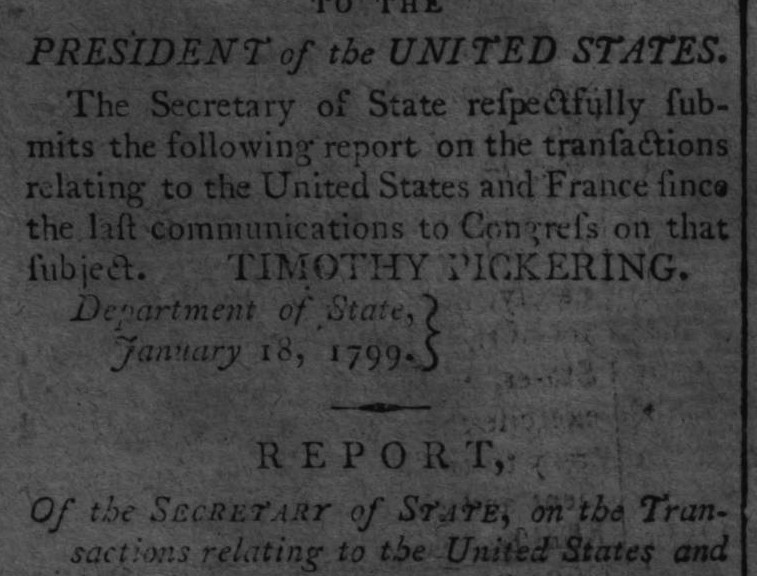 TO THE
PRESIDENT of the UNITED STATES.
The Secretary of State reſpectfully ſub-
mits the following report on the tranſactions
relating to the United States and France ſince
the laſt communications to Congreſs on that
ſubject. TIMOTHY PICKERING.
Department of State, }
January 18, 1799. }
REPORT,
Of the SECRETARY of STATE, on the Tran-
sactions relating to the United States and